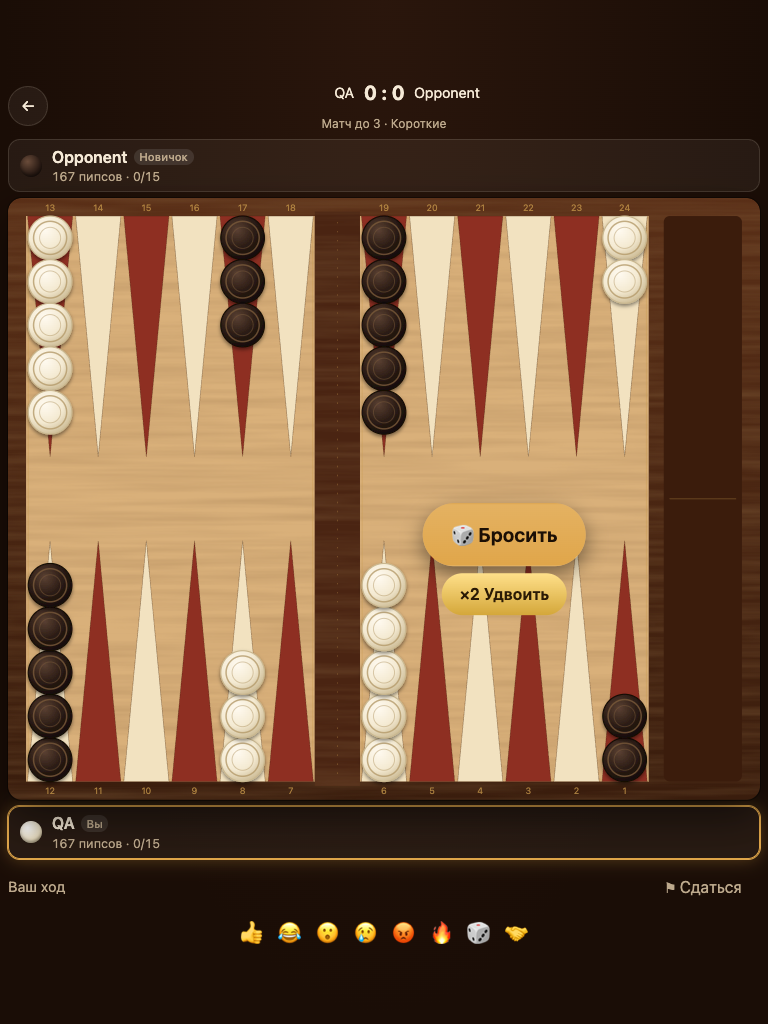 QA 0 : 0 Opponent
Матч до 3 · Короткие
Opponent Новичок
167 пипсов · 0/15
13 14 15 16 17 18 19 20 21 22 23 24
Бросить
×2 Удвоить
12 11 10 9 8 7 6 5 4 3 2 1
QA Вы
167 пипсов · 0/15
Ваш ход
Сдаться